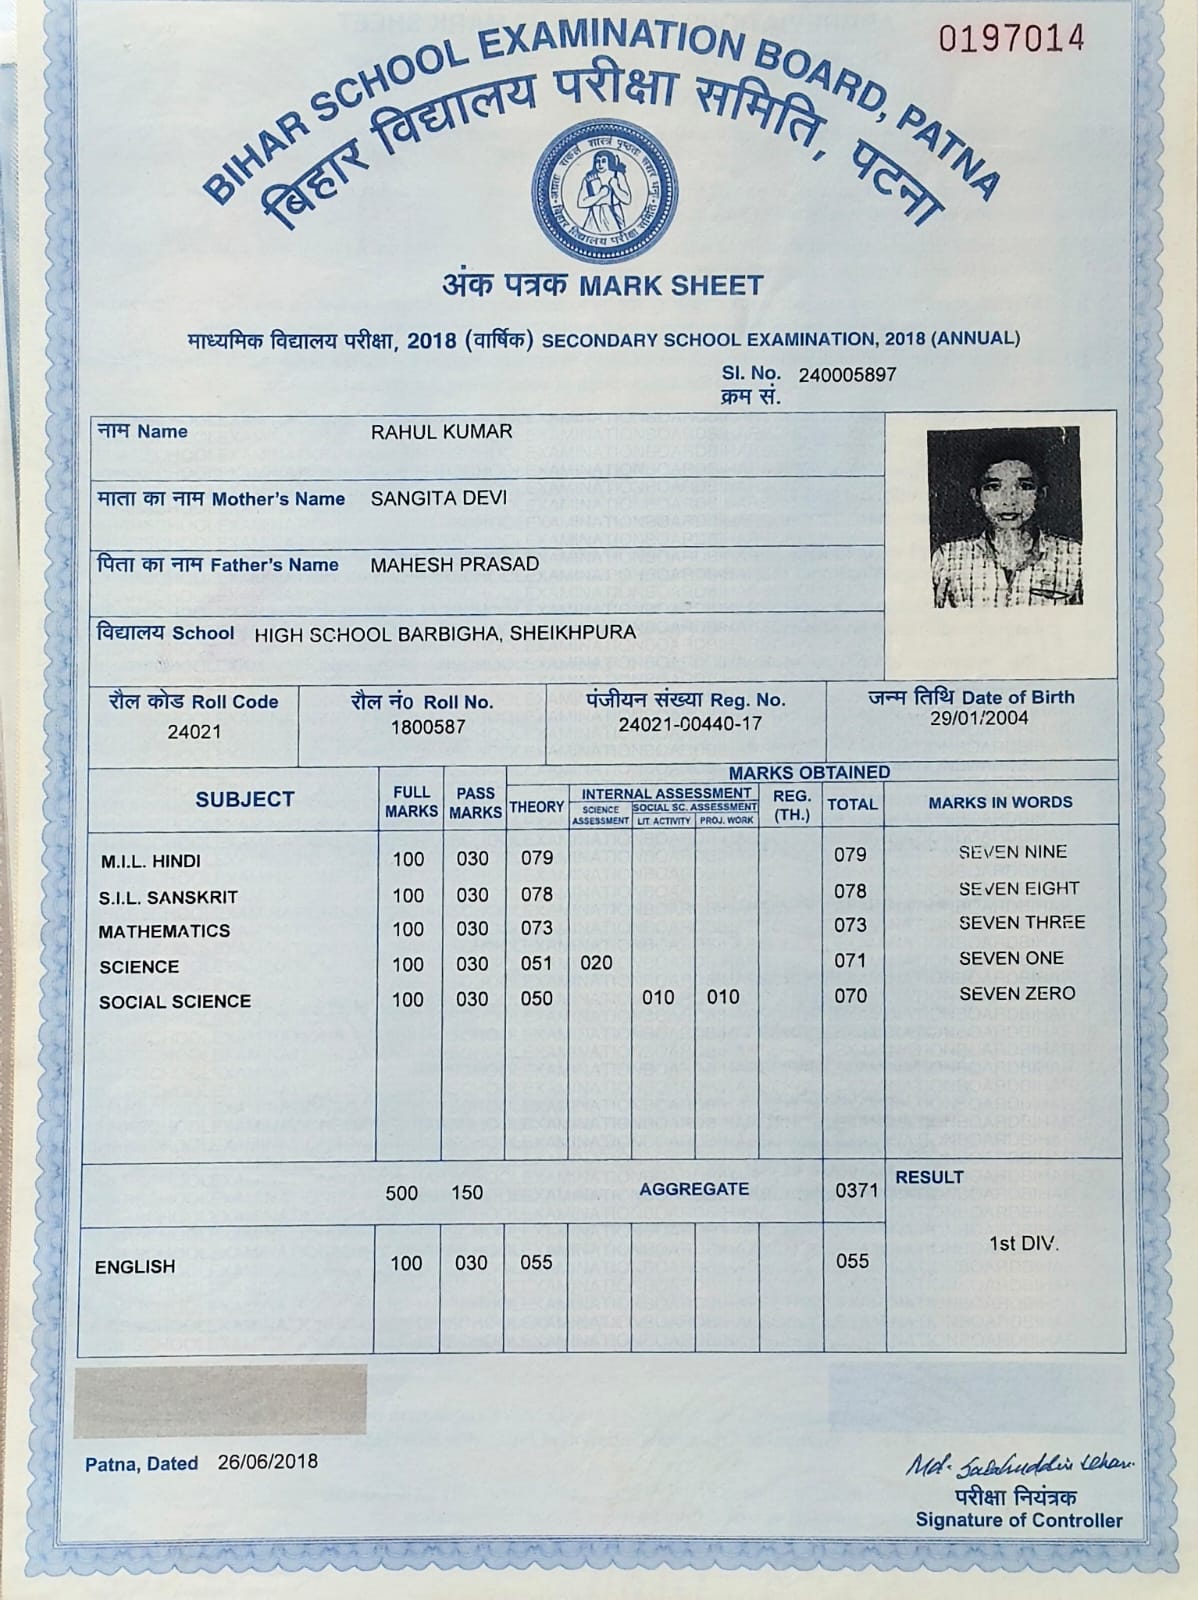 0197014
BIHAR SCHOOL EXAMINATION BOARD, PATNA
बिहार विद्यालय परीक्षा समिति, पटना
बिहार विद्यालय परीक्षा समिति
अंक पत्रक MARK SHEET
माध्यमिक विद्यालय परीक्षा, 2018 (वार्षिक) SECONDARY SCHOOL EXAMINATION, 2018 (ANNUAL)
Sl. No. 240005897
क्रम सं.
नाम Name RAHUL KUMAR
माता का नाम Mother's Name SANGITA DEVI
पिता का नाम Father's Name MAHESH PRASAD
विद्यालय School HIGH SCHOOL BARBIGHA, SHEIKHPURA
रौल कोड Roll Code रौल नं० Roll No. पंजीयन संख्या Reg. No. जन्म तिथि Date of Birth
24021 1800587 24021-00440-17 29/01/2004
MARKS OBTAINED
SUBJECT FULL MARKS PASS MARKS THEORY INTERNAL ASSESSMENT REG. (TH.) TOTAL MARKS IN WORDS
SCIENCE ASSESSMENT SOCIAL SC. ASSESSMENT
LIT. ACTIVITY PROJ. WORK
M.I.L. HINDI 100 030 079 079 SEVEN NINE
S.I.L. SANSKRIT 100 030 078 078 SEVEN EIGHT
MATHEMATICS 100 030 073 073 SEVEN THREE
SCIENCE 100 030 051 020 071 SEVEN ONE
SOCIAL SCIENCE 100 030 050 010 010 070 SEVEN ZERO
500 150 AGGREGATE 0371 RESULT
1st DIV.
ENGLISH 100 030 055 055
Patna, Dated 26/06/2018
Md. Salahuddin
परीक्षा नियंत्रक
Signature of Controller